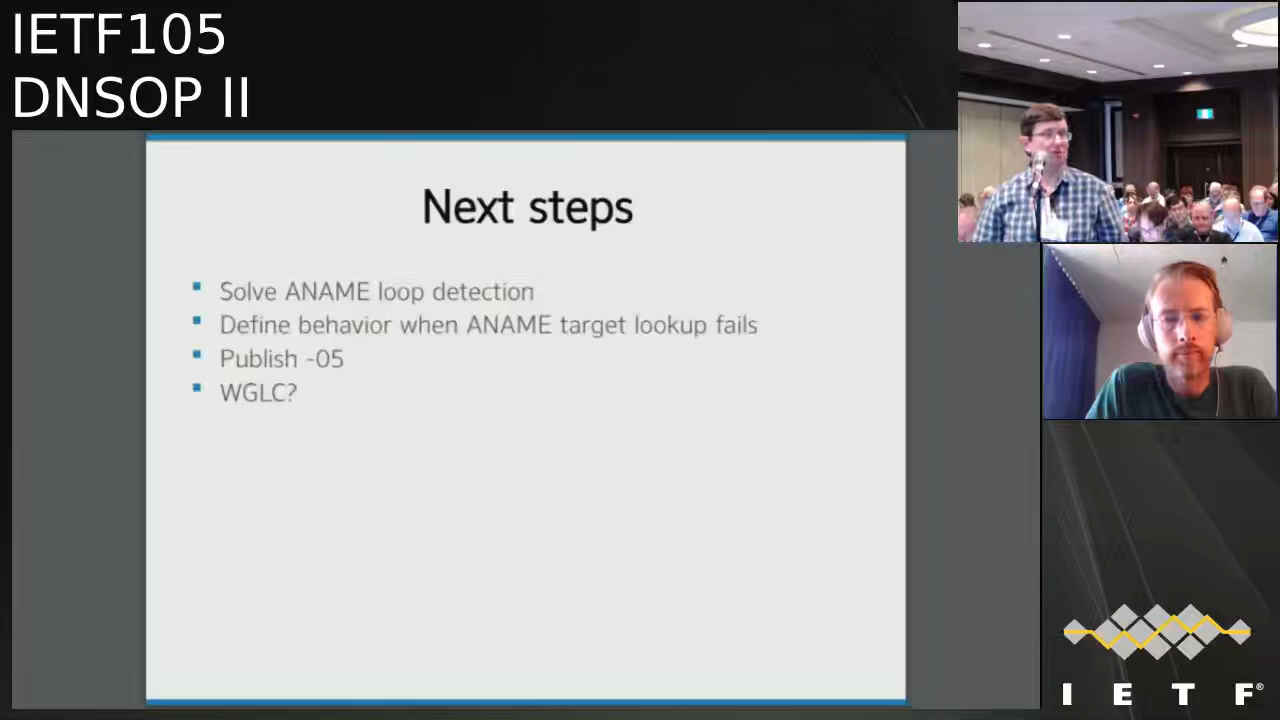 IETF105
DNSOP II
Next steps
Solve ANAME loop detection
Define behavior when ANAME target lookup fails
Publish -05
WGLC?
I E T F®